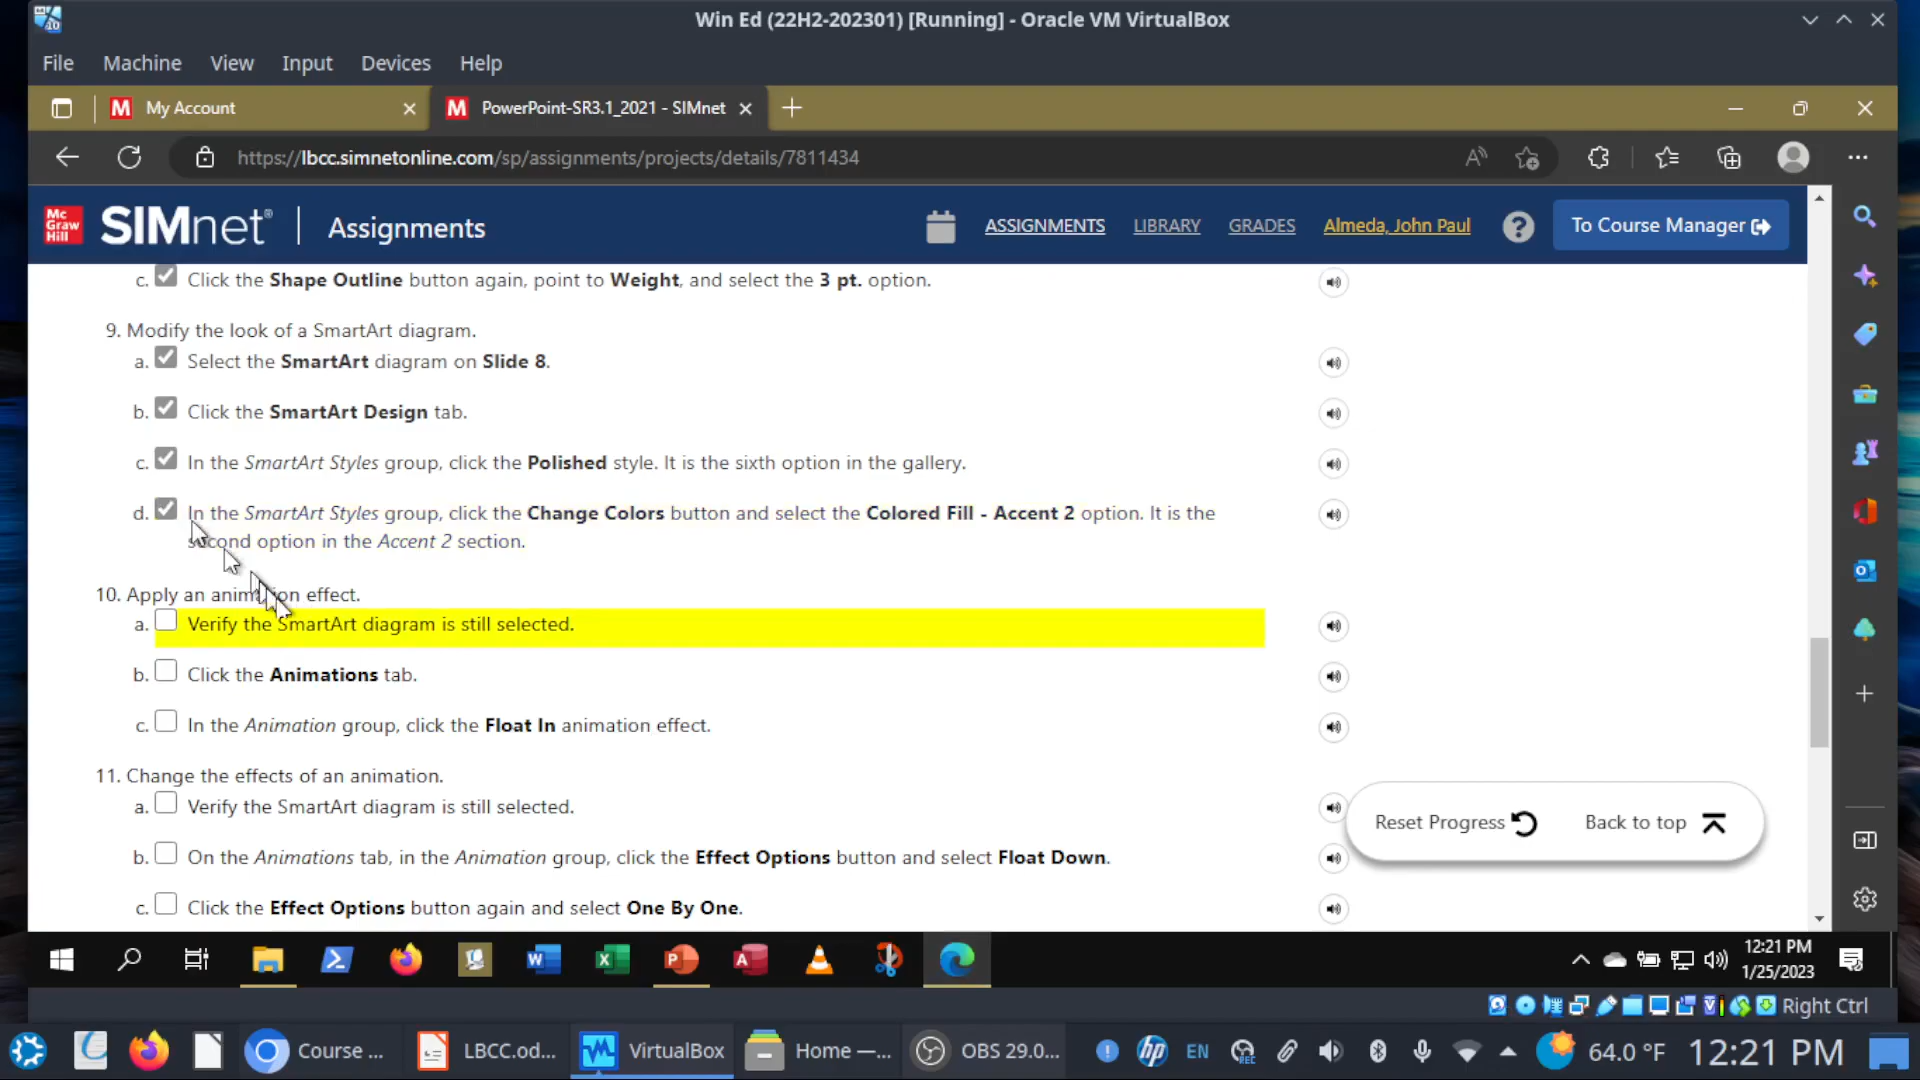 Win Ed (22H2-202301) [Running] - Oracle VM VirtualBox
File Machine View Input Devices Help
My Account
PowerPoint-SR3.1_2021 - SIMnet
https://lbcc.simnetonline.com/sp/assignments/projects/details/7811434
Mc Graw Hill
SIMnet® Assignments
ASSIGNMENTS LIBRARY GRADES Almeda, John Paul ? To Course Manager
c. Click the Shape Outline button again, point to Weight, and select the 3 pt. option.
9. Modify the look of a SmartArt diagram.
a. Select the SmartArt diagram on Slide 8.
b. Click the SmartArt Design tab.
c. In the SmartArt Styles group, click the Polished style. It is the sixth option in the gallery.
d. In the SmartArt Styles group, click the Change Colors button and select the Colored Fill - Accent 2 option. It is the
second option in the Accent 2 section.
10. Apply an animation effect.
a. Verify the SmartArt diagram is still selected.
b. Click the Animations tab.
c. In the Animation group, click the Float In animation effect.
11. Change the effects of an animation.
a. Verify the SmartArt diagram is still selected.
Reset Progress Back to top
b. On the Animations tab, in the Animation group, click the Effect Options button and select Float Down.
c. Click the Effect Options button again and select One By One.
12:21 PM
1/25/2023
Right Ctrl
Course ... LBCC.od... VirtualBox Home —... OBS 29.0... EN REC 64.0 °F 12:21 PM